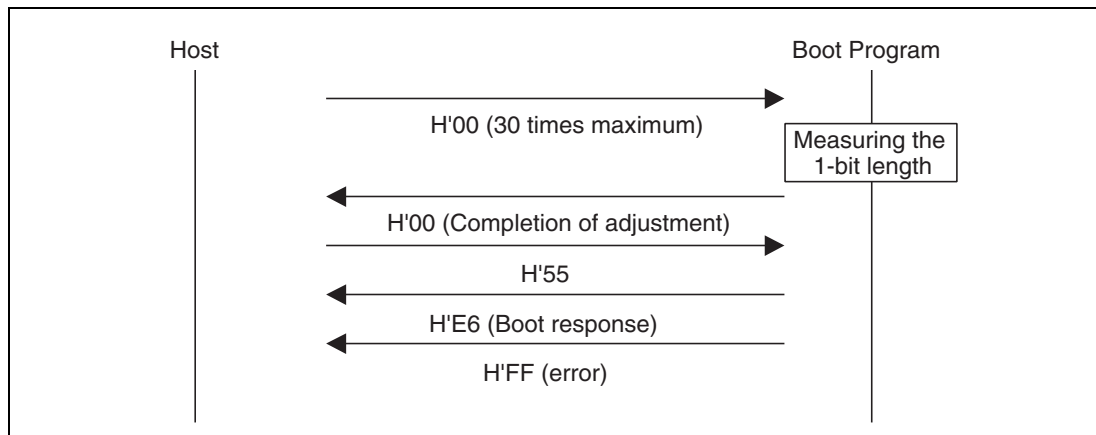 Host
Boot Program
H'00 (30 times maximum)
Measuring the
1-bit length
H'00 (Completion of adjustment)
H'55
H'E6 (Boot response)
H'FF (error)